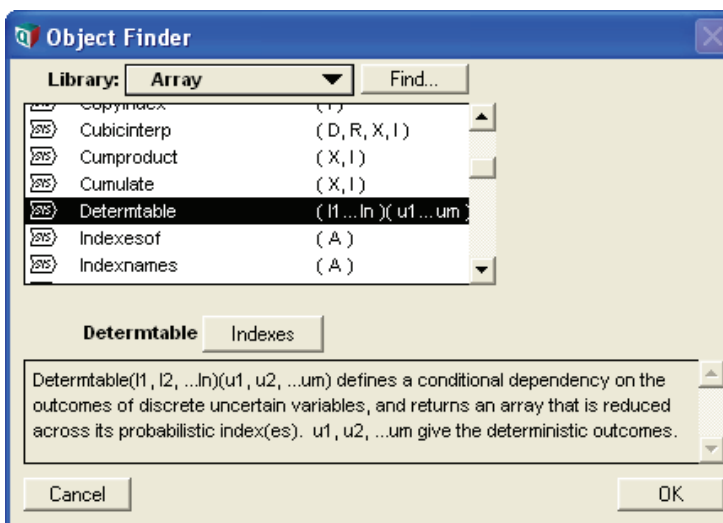 Object Finder
Library: Array Find...
Copyindex ( I )
Cubicinterp ( D, R, X, I )
Cumproduct ( X, I )
Cumulate ( X, I )
Determtable ( I1 ... In )( u1 ... um )
Indexesof ( A )
Indexnames ( A )
Determtable Indexes
Determtable(I1, I2, ...In)(u1, u2, ...um) defines a conditional dependency on the
outcomes of discrete uncertain variables, and returns an array that is reduced
across its probabilistic index(es). u1, u2, ...um give the deterministic outcomes.
Cancel OK